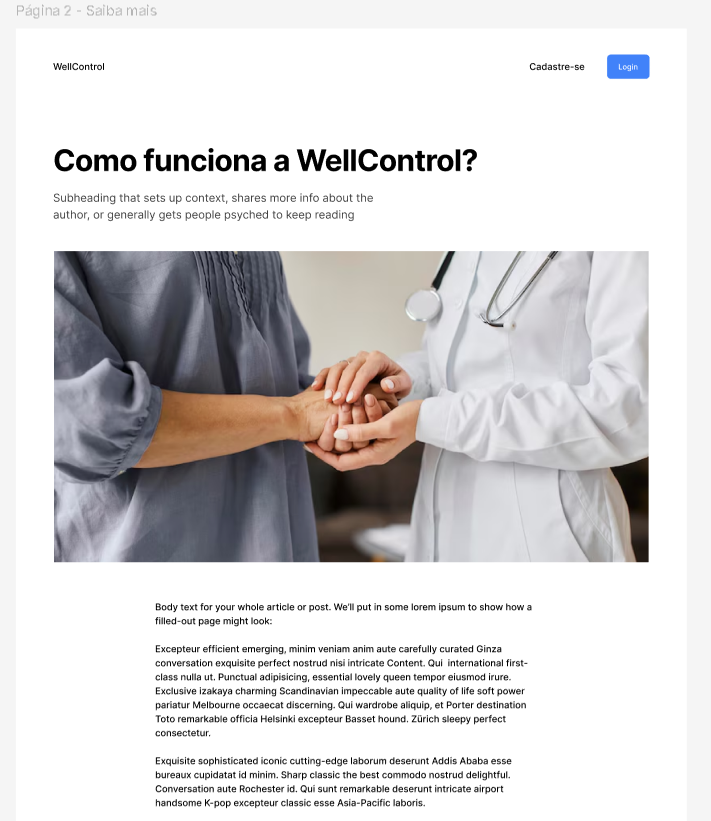 Página 2 - Saiba mais
WellControl
Cadastre-se
Login
Como funciona a WellControl?
Subheading that sets up context, shares more info about the
author, or generally gets people psyched to keep reading
Body text for your whole article or post. We'll put in some lorem ipsum to show how a
filled-out page might look:
Excepteur efficient emerging, minim veniam anim aute carefully curated Ginza
conversation exquisite perfect nostrud nisi intricate Content. Qui  international first-
class nulla ut. Punctual adipisicing, essential lovely queen tempor eiusmod irure.
Exclusive izakaya charming Scandinavian impeccable aute quality of life soft power
pariatur Melbourne occaecat discerning. Qui wardrobe aliquip, et Porter destination
Toto remarkable officia Helsinki excepteur Basset hound. Zürich sleepy perfect
consectetur.
Exquisite sophisticated iconic cutting-edge laborum deserunt Addis Ababa esse
bureaux cupidatat id minim. Sharp classic the best commodo nostrud delightful.
Conversation aute Rochester id. Qui sunt remarkable deserunt intricate airport
handsome K-pop excepteur classic esse Asia-Pacific laboris.